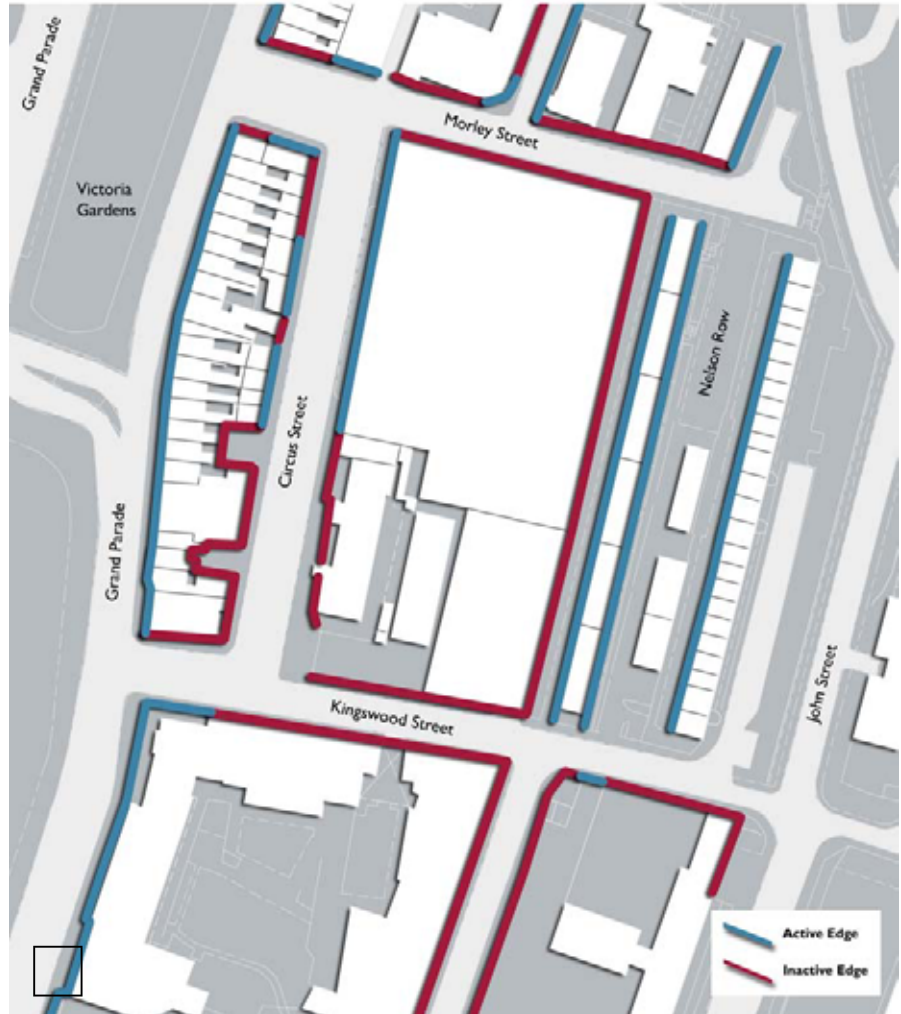 Grand Parade
Morley Street
Victoria
Gardens
Nelson Row
Circus Street
Grand Parade
John Street
Kingswood Street
Active Edge
Inactive Edge